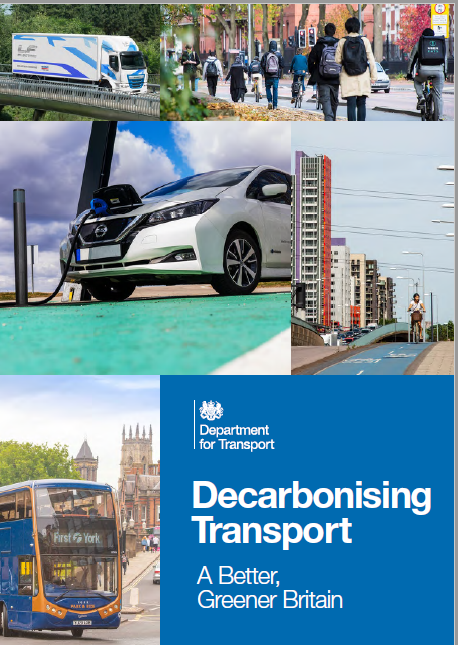 Department
for Transport
Decarbonising
Transport
A Better,
Greener Britain
First York